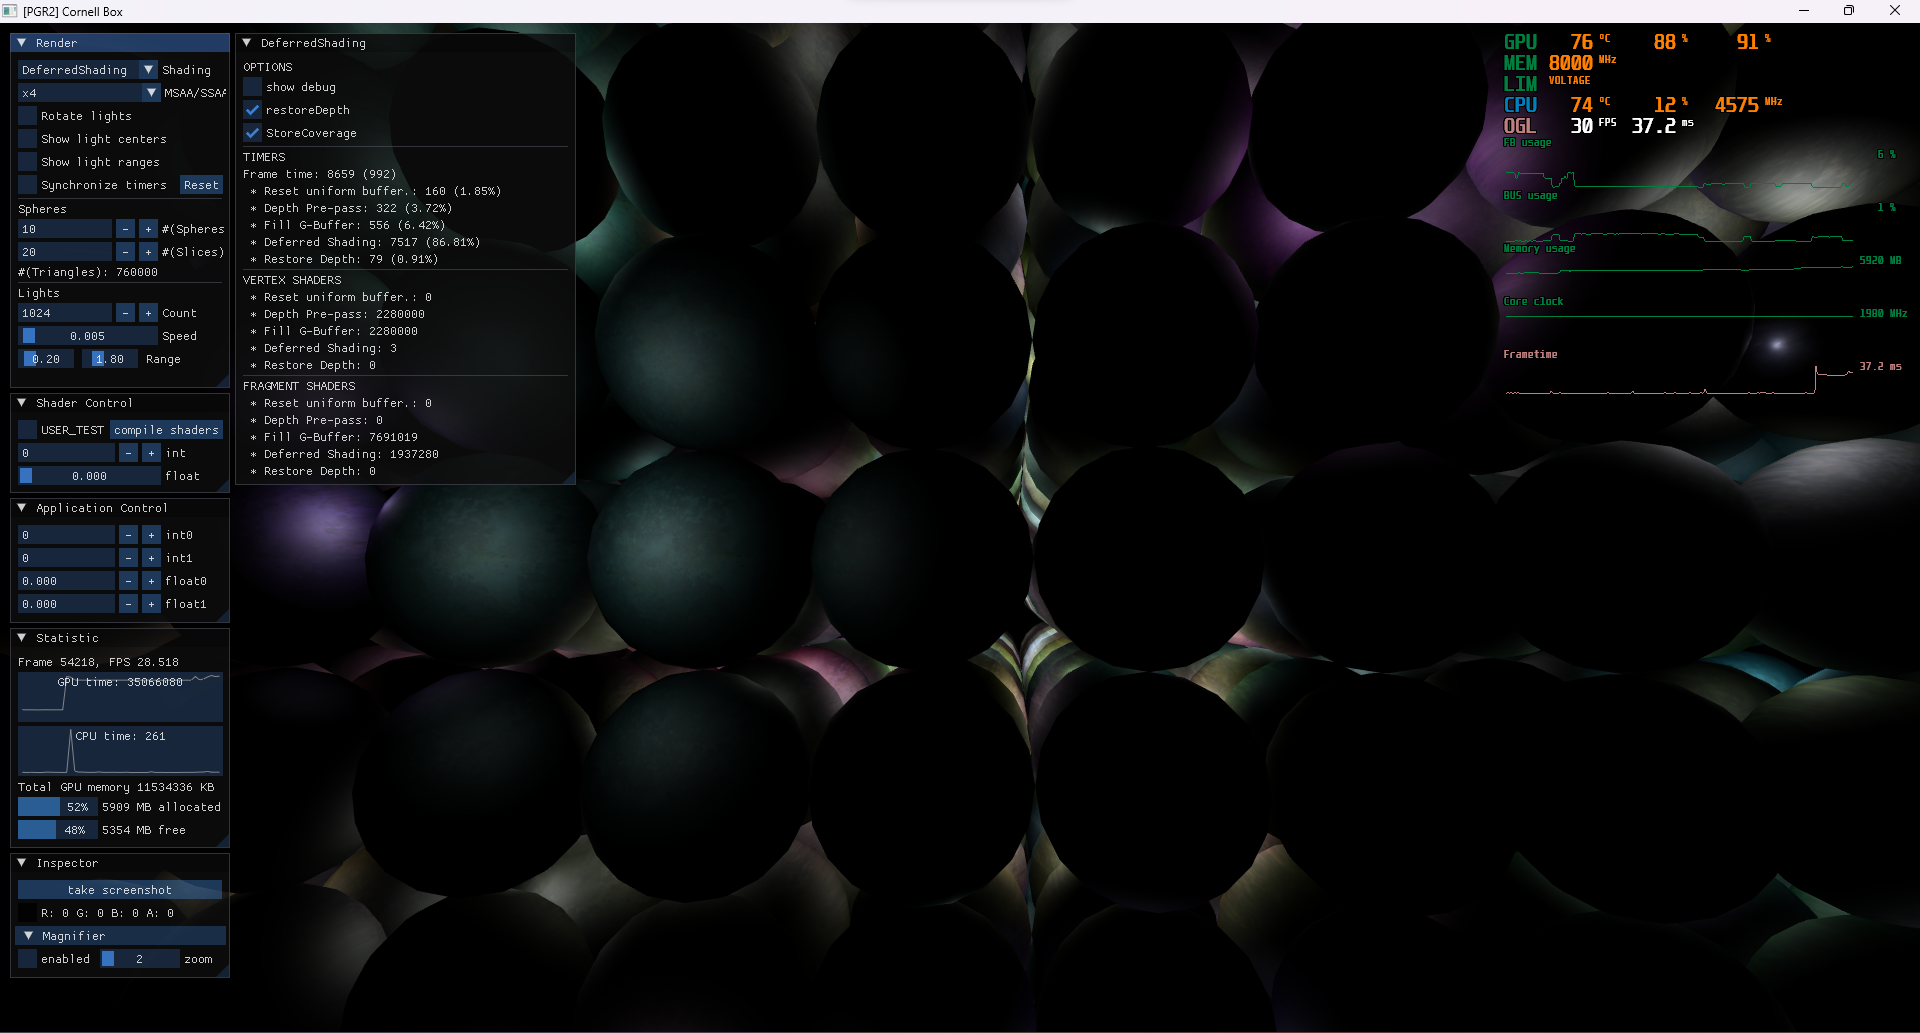 [PGR2] Cornell Box
Render
DeferredShading Shading
x4 MSAA/SSAA
Rotate lights
Show light centers
Show light ranges
Synchronize timers Reset
Spheres
10 - + #(Spheres
20 - + #(Slices)
#(Triangles): 760000
Lights
1024 - + Count
0.005 Speed
0.20 1.80 Range
Shader Control
USER_TEST compile shaders
0 - + int
0.000 float
Application Control
0 - + int0
0 - + int1
0.000 - + float0
0.000 - + float1
Statistic
Frame 54218, FPS 28.518
GPU time: 35066080
CPU time: 261
Total GPU memory 11534336 KB
52% 5909 MB allocated
48% 5354 MB free
Inspector
take screenshot
R: 0 G: 0 B: 0 A: 0
Magnifier
enabled 2 zoom
DeferredShading
OPTIONS
show debug
restoreDepth
StoreCoverage
TIMERS
Frame time: 8659 (992)
* Reset uniform buffer.: 160 (1.85%)
* Depth Pre-pass: 322 (3.72%)
* Fill G-Buffer: 556 (6.42%)
* Deferred Shading: 7517 (86.81%)
* Restore Depth: 79 (0.91%)
VERTEX SHADERS
* Reset uniform buffer.: 0
* Depth Pre-pass: 2280000
* Fill G-Buffer: 2280000
* Deferred Shading: 3
* Restore Depth: 0
FRAGMENT SHADERS
* Reset uniform buffer.: 0
* Depth Pre-pass: 0
* Fill G-Buffer: 7691019
* Deferred Shading: 1937280
* Restore Depth: 0
GPU 76 °C 88 % 91 %
MEM 8000 MHz
LIM VOLTAGE
CPU 74 °C 12 % 4575 MHz
OGL 30 FPS 37.2 ms
FB usage
6 %
BUS usage
1 %
Memory usage
5920 MB
Core clock
1980 MHz
Frametime
37.2 ms